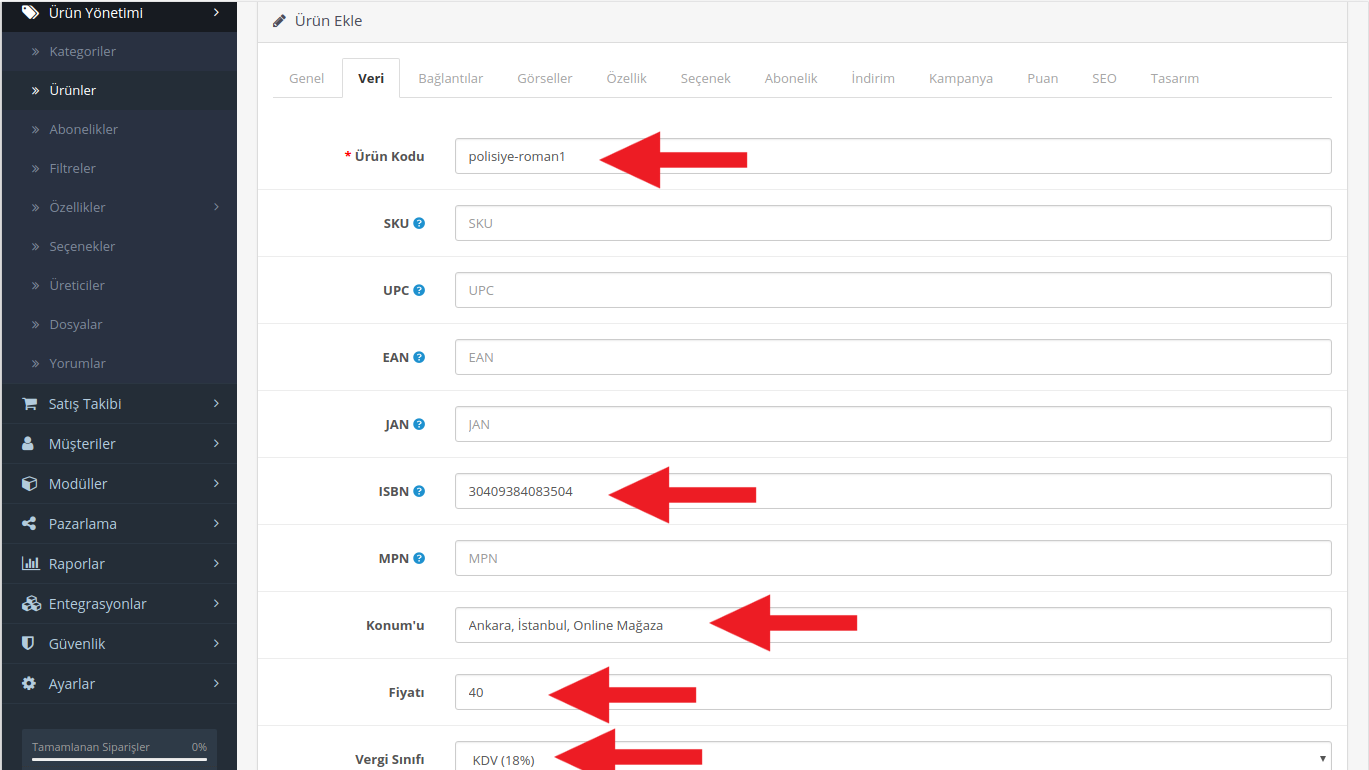 Ürün Yönetimi
Kategoriler
Ürünler
Abonelikler
Filtreler
Özellikler
Seçenekler
Üreticiler
Dosyalar
Yorumlar
Satış Takibi
Müşteriler
Modüller
Pazarlama
Raporlar
Entegrasyonlar
Güvenlik
Ayarlar
Tamamlanan Siparişler 0%
Ürün Ekle
Genel Veri Bağlantılar Görseller Özellik Seçenek Abonelik İndirim Kampanya Puan SEO Tasarım
* Ürün Kodu polisiye-roman1
SKU ? SKU
UPC ? UPC
EAN ? EAN
JAN ? JAN
ISBN ? 30409384083504
MPN ? MPN
Konum'u Ankara, İstanbul, Online Mağaza
Fiyatı 40
Vergi Sınıfı KDV (18%)